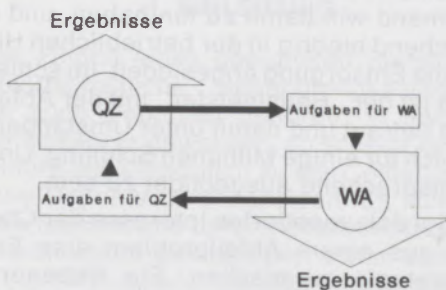 Ergebnisse
QZ
Aufgaben für WA
Aufgaben für QZ
WA
Ergebnisse